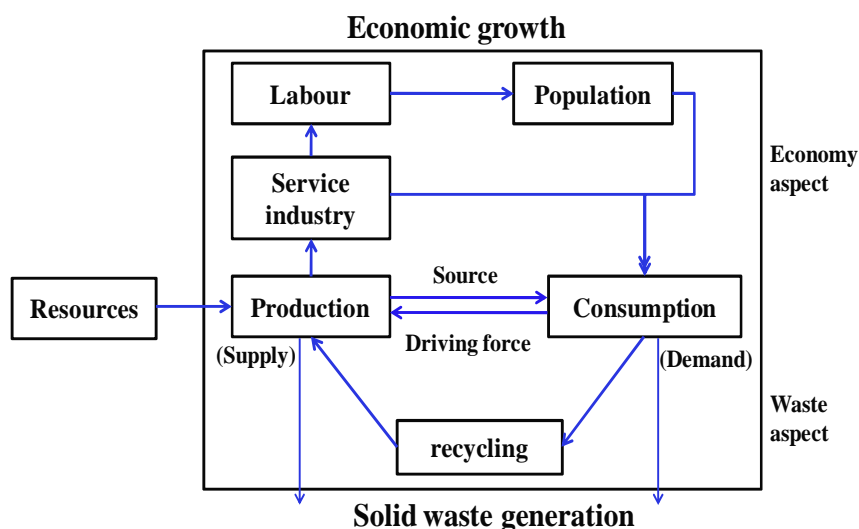 Economic growth
Labour
Population
Economy
aspect
Service
industry
Source
Resources
Production
Consumption
Driving force
(Supply)
(Demand)
Waste
aspect
recycling
Solid waste generation